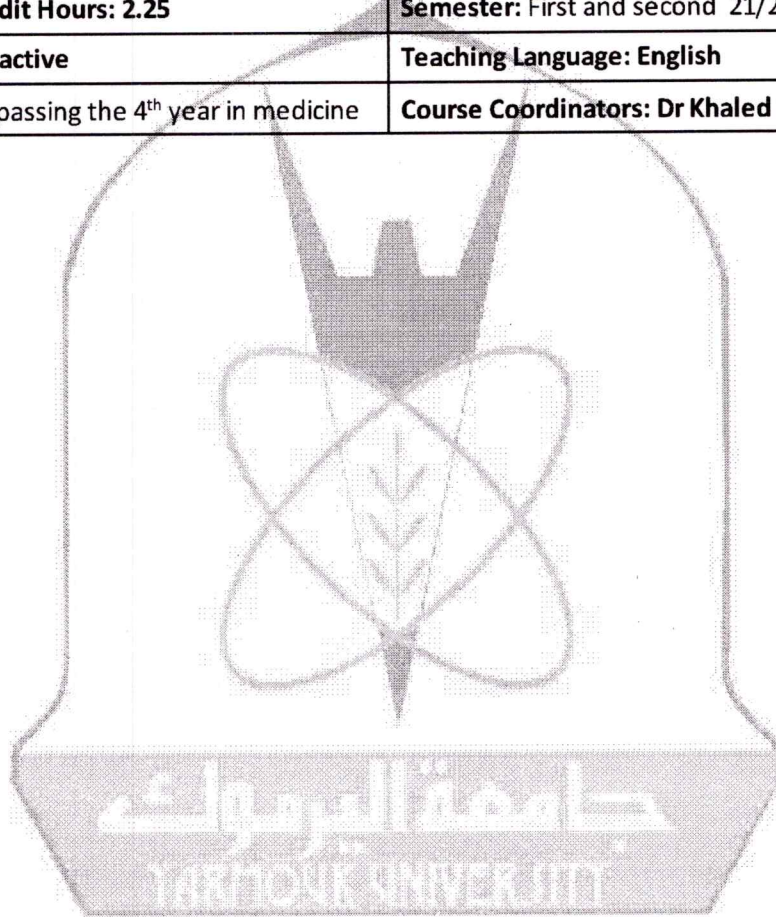 dit Hours: 2.25 Semester: First and second 21/2
active Teaching Language: English
passing the 4th year in medicine Course Coordinators: Dr Khaled
جامعة اليرموك
YARMOUK UNIVERSITY